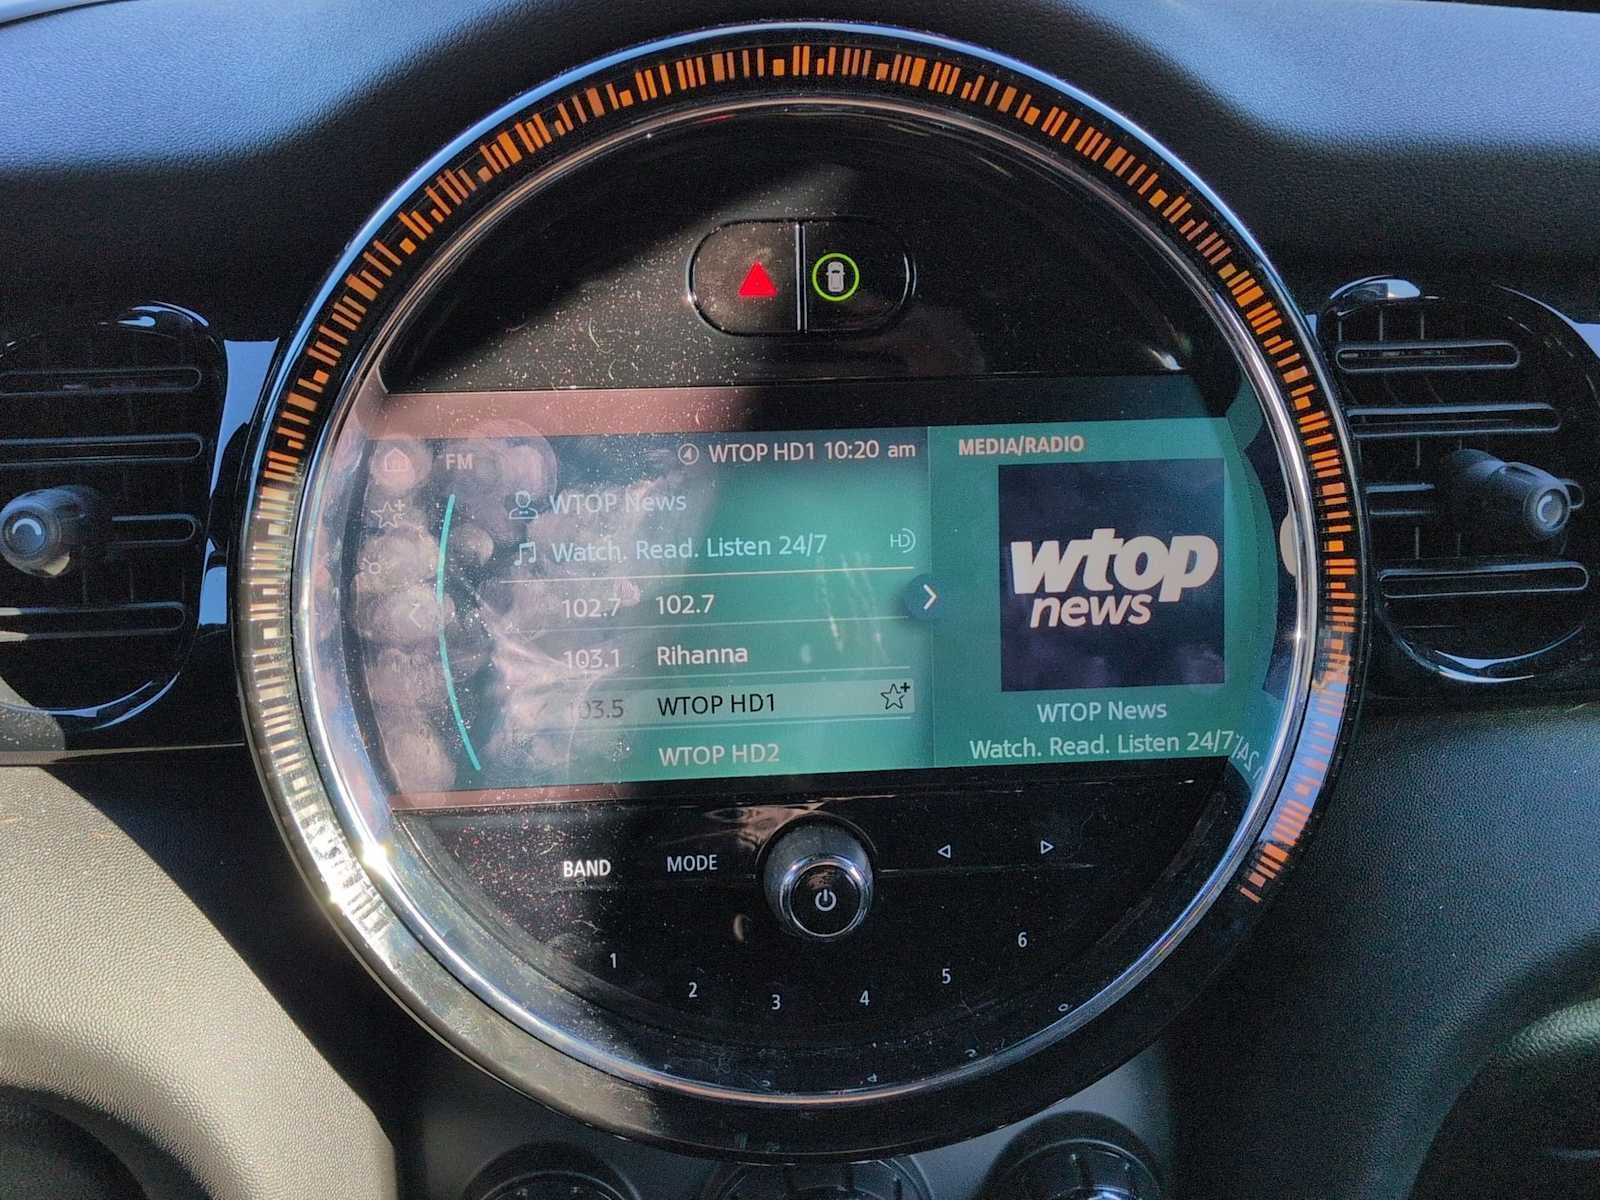 FM
WTOP HD1 10:20 am
WTOP News
Watch. Read. Listen 24/7
HD
102.7 102.7
103.1 Rihanna
103.5 WTOP HD1
WTOP HD2
MEDIA/RADIO
wtop
news
WTOP News
Watch. Read. Listen 24/7
BAND
MODE
1
2
3
4
5
6